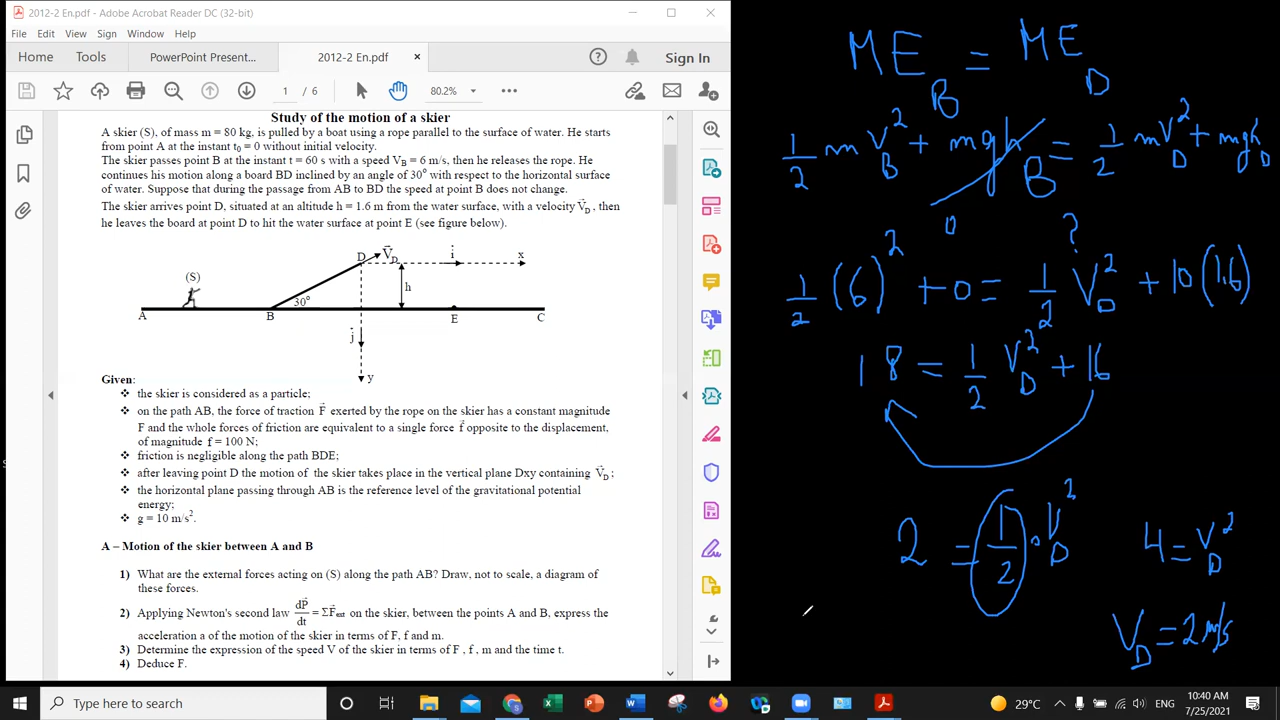 2012-2 En.pdf - Adobe Acrobat Reader DC (32-bit)
File Edit View Sign Window Help
Home Tools PowerPoint Present... 2012-2 En.pdf × Sign In
1 / 6 80.2%
Study of the motion of a skier
A skier (S), of mass m = 80 kg, is pulled by a boat using a rope parallel to the surface of water. He starts
from point A at the instant t₀ = 0 without initial velocity.
The skier passes point B at the instant t = 60 s with a speed V_B = 6 m/s, then he releases the rope. He
continues his motion along a board BD inclined by an angle of 30° with respect to the horizontal surface
of water. Suppose that during the passage from AB to BD the speed at point B does not change.
The skier arrives point D, situated at an altitude h = 1.6 m from the water surface, with a velocity V⃗_D, then
he leaves the board at point D to hit the water surface at point E (see figure below).
D V⃗_D i⃗ x
(S) h
30°
A B E C
j⃗
y
Given:
❖ the skier is considered as a particle;
❖ on the path AB, the force of traction F⃗ exerted by the rope on the skier has a constant magnitude
F and the whole forces of friction are equivalent to a single force f⃗ opposite to the displacement,
of magnitude f = 100 N;
❖ friction is negligible along the path BDE;
❖ after leaving point D the motion of the skier takes place in the vertical plane Dxy containing V⃗_D;
❖ the horizontal plane passing through AB is the reference level of the gravitational potential
energy;
❖ g = 10 m/s².
A – Motion of the skier between A and B
1) What are the external forces acting on (S) along the path AB? Draw, not to scale, a diagram of
these forces.
2) Applying Newton's second law dP⃗/dt = ΣF⃗_ext on the skier, between the points A and B, express the
acceleration a of the motion of the skier in terms of F, f and m.
3) Determine the expression of the speed V of the skier in terms of F , f , m and the time t.
4) Deduce F.
ME_B = ME_D
1/2 m V_B² + mgh_B = 1/2 m V_D² + mgh_D
0 ?
1/2 (6)² + 0 = 1/2 V_D² + 10 (1.6)
18 = 1/2 V_D² + 16
2 = 1/2 . V_D² 4 = V_D²
V_D = 2 m/s
Type here to search
29°C ENG 10:40 AM
7/25/2021